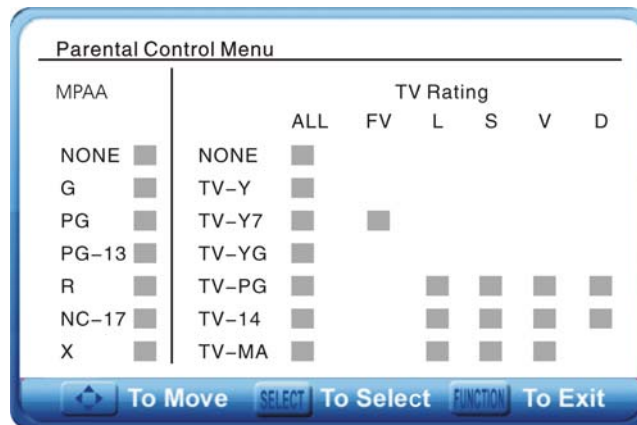 Parental Control Menu
MPAA TV Rating
ALL FV L S V D
NONE NONE
G TV–Y
PG TV–Y7
PG–13 TV–YG
R TV–PG
NC–17 TV–14
X TV–MA
To Move SELECT To Select FUNCTION To Exit